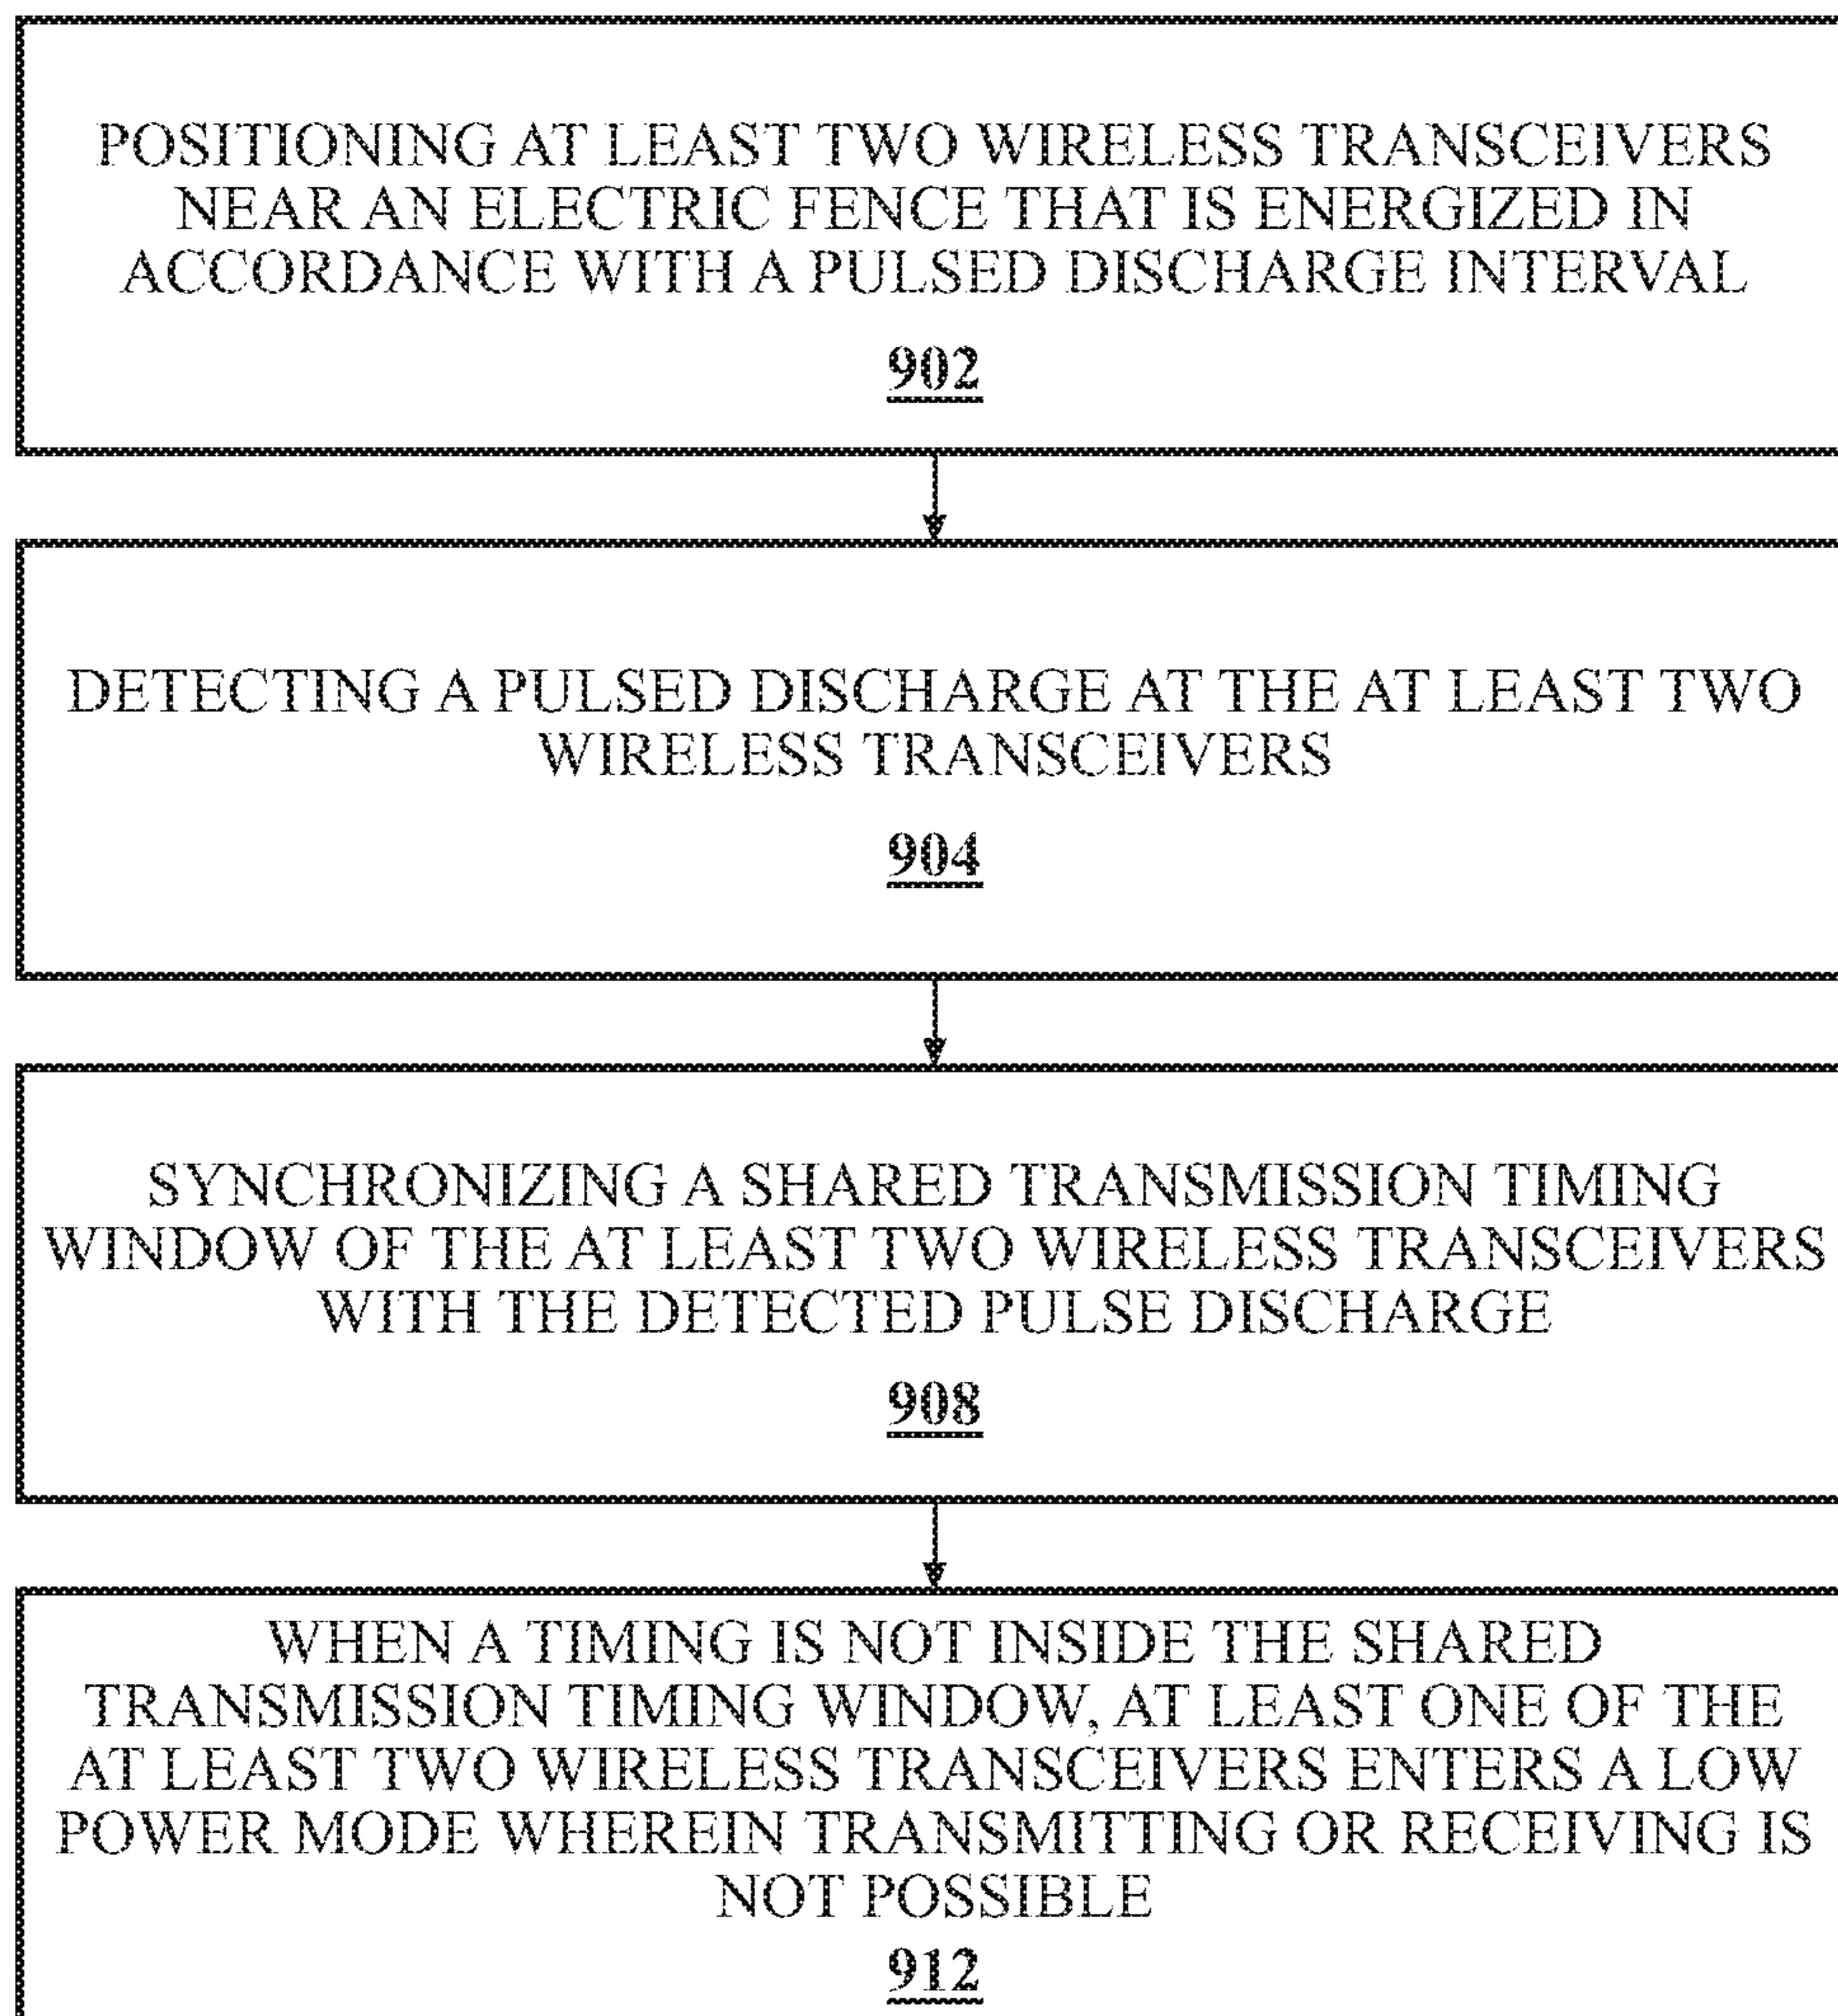 POSITIONING AT LEAST TWO WIRELESS TRANSCEIVERS
NEAR AN ELECTRIC FENCE THAT IS ENERGIZED IN
ACCORDANCE WITH A PULSED DISCHARGE INTERVAL
902
DETECTING A PULSED DISCHARGE AT THE AT LEAST TWO
WIRELESS TRANSCEIVERS
904
SYNCHRONIZING A SHARED TRANSMISSION TIMING
WINDOW OF THE AT LEAST TWO WIRELESS TRANSCEIVERS
WITH THE DETECTED PULSE DISCHARGE
908
WHEN A TIMING IS NOT INSIDE THE SHARED
TRANSMISSION TIMING WINDOW, AT LEAST ONE OF THE
AT LEAST TWO WIRELESS TRANSCEIVERS ENTERS A LOW
POWER MODE WHEREIN TRANSMITTING OR RECEIVING IS
NOT POSSIBLE
912